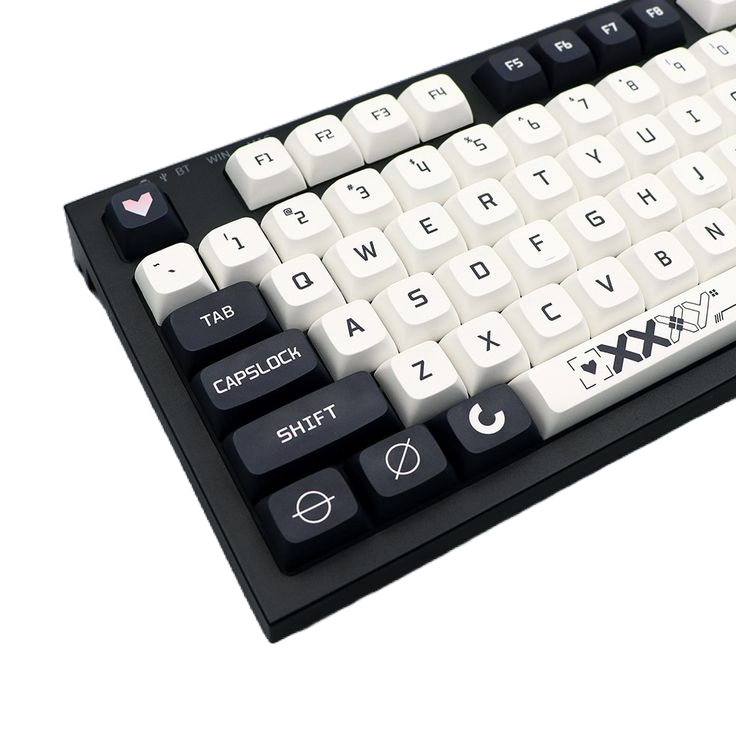 BT WIN
F1 F2 F3 F4 F5 F6 F7 F8
~ ` ! 1 @ 2 # 3 $ 4 % 5 ^ 6 & 7 * 8 ( 9 ) 0
TAB Q W E R T Y U I
CAPSLOCK A S D F G H J
SHIFT Z X C V B N
XXXY